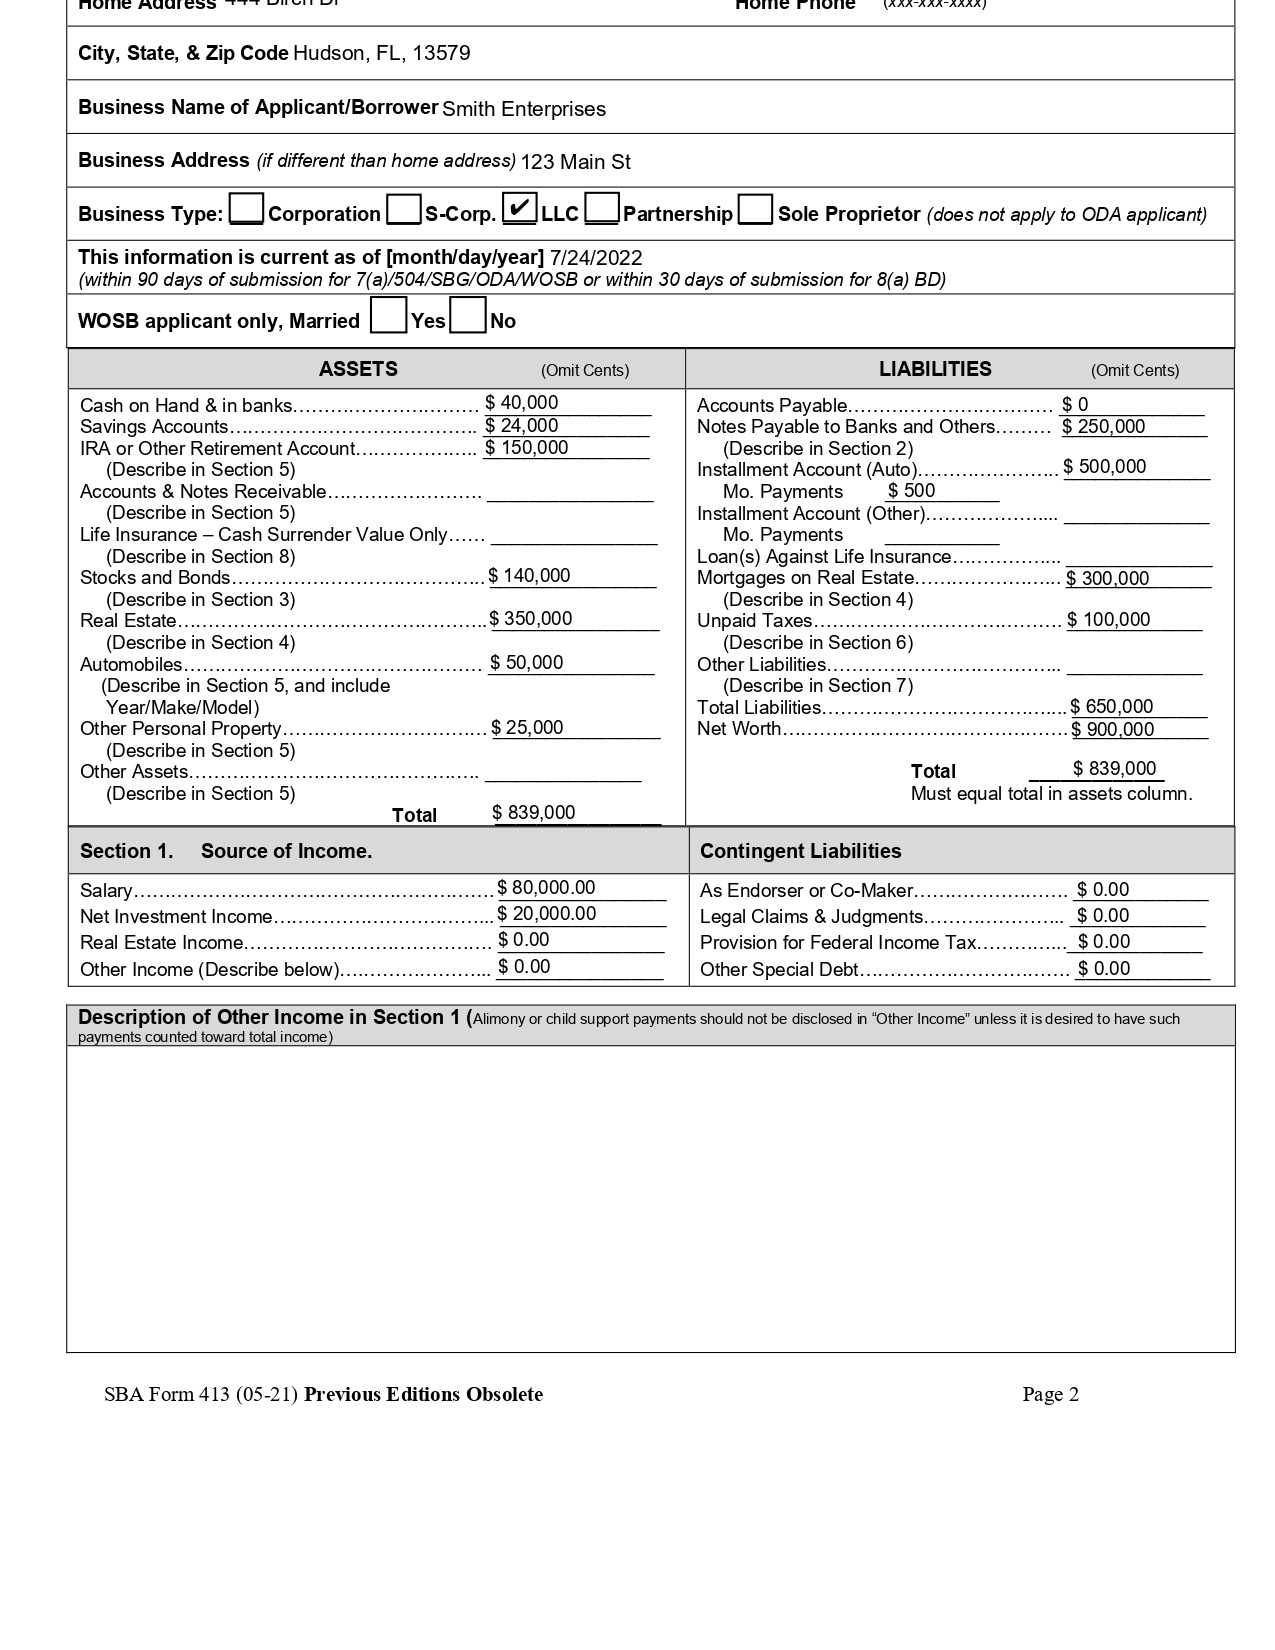 Home Address 444 Birch Dr Home Phone (xxx-xxx-xxxx)
City, State, & Zip Code Hudson, FL, 13579
Business Name of Applicant/Borrower Smith Enterprises
Business Address (if different than home address) 123 Main St
Business Type: Corporation S-Corp. ✔ LLC Partnership Sole Proprietor (does not apply to ODA applicant)
This information is current as of [month/day/year] 7/24/2022
(within 90 days of submission for 7(a)/504/SBG/ODA/WOSB or within 30 days of submission for 8(a) BD)
WOSB applicant only, Married Yes No
ASSETS (Omit Cents)
Cash on Hand & in banks……………………………… $ 40,000
Savings Accounts…………………………………….. $ 24,000
IRA or Other Retirement Account……………….. $ 150,000
(Describe in Section 5)
Accounts & Notes Receivable……………………… ________________
(Describe in Section 5)
Life Insurance – Cash Surrender Value Only…… ________________
(Describe in Section 8)
Stocks and Bonds…………………………………….. $ 140,000
(Describe in Section 3)
Real Estate…………………………………………….. $ 350,000
(Describe in Section 4)
Automobiles…………………………………………… $ 50,000
(Describe in Section 5, and include
Year/Make/Model)
Other Personal Property……………………………… $ 25,000
(Describe in Section 5)
Other Assets………………………………………….. _______________
(Describe in Section 5)
Total $ 839,000
LIABILITIES (Omit Cents)
Accounts Payable……………………………… $ 0
Notes Payable to Banks and Others……… $ 250,000
(Describe in Section 2)
Installment Account (Auto)………………….. $ 500,000
Mo. Payments $ 500
Installment Account (Other)……………….... ______________
Mo. Payments ___________
Loan(s) Against Life Insurance…………….. ______________
Mortgages on Real Estate………………….. $ 300,000
(Describe in Section 4)
Unpaid Taxes…………………………………… $ 100,000
(Describe in Section 6)
Other Liabilities……………………………….. _____________
(Describe in Section 7)
Total Liabilities………………………………….. $ 650,000
Net Worth………………………………………… $ 900,000
Total $ 839,000
Must equal total in assets column.
Section 1. Source of Income.
Salary……………………………………………………. $ 80,000.00
Net Investment Income……………………………….. $ 20,000.00
Real Estate Income……………………………………. $ 0.00
Other Income (Describe below)…………………….. $ 0.00
Contingent Liabilities
As Endorser or Co-Maker……………………. $ 0.00
Legal Claims & Judgments………………….. $ 0.00
Provision for Federal Income Tax………….. $ 0.00
Other Special Debt……………………………. $ 0.00
Description of Other Income in Section 1 (Alimony or child support payments should not be disclosed in “Other Income” unless it is desired to have such
payments counted toward total income)
SBA Form 413 (05-21) Previous Editions Obsolete Page 2